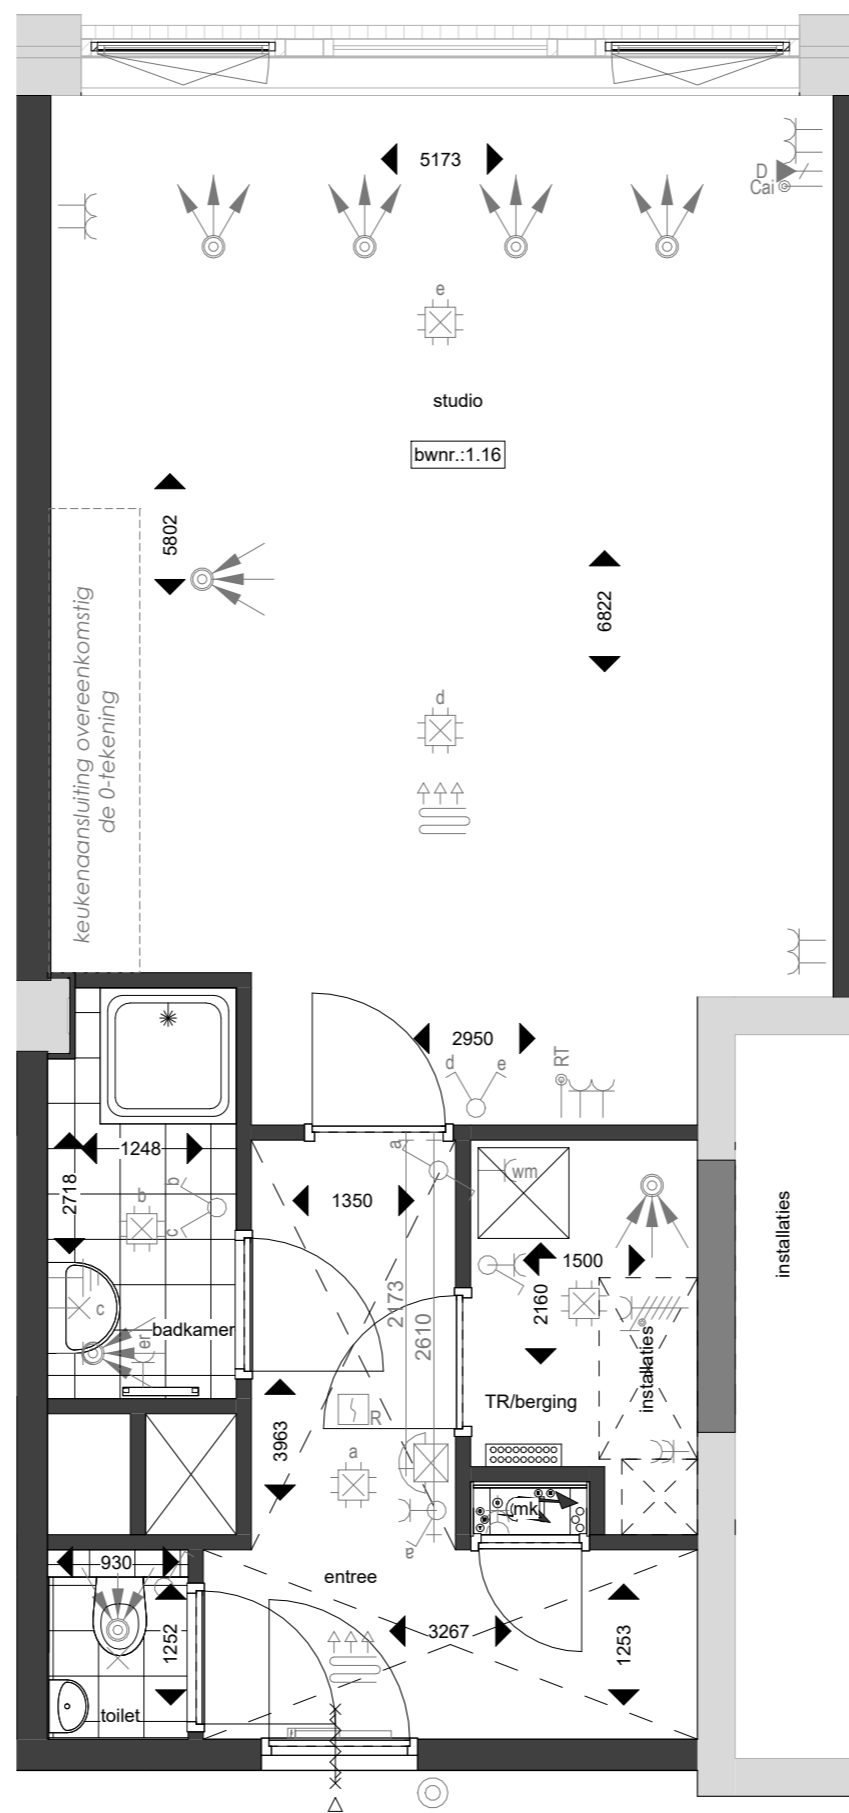 5173
D
Cai
e
studio
bwnr.:1.16
5802
6822
keukenaansluiting overeenkomstig
de 0-tekening
d
2950
d
e
RT
a
wm
1248
2718
b
b
c
1350
1500
2173
2610
2160
c
er
badkamer
installaties
installaties
TR/berging
R
3963
a
mk
a
930
entree
1252
3267
1253
toilet